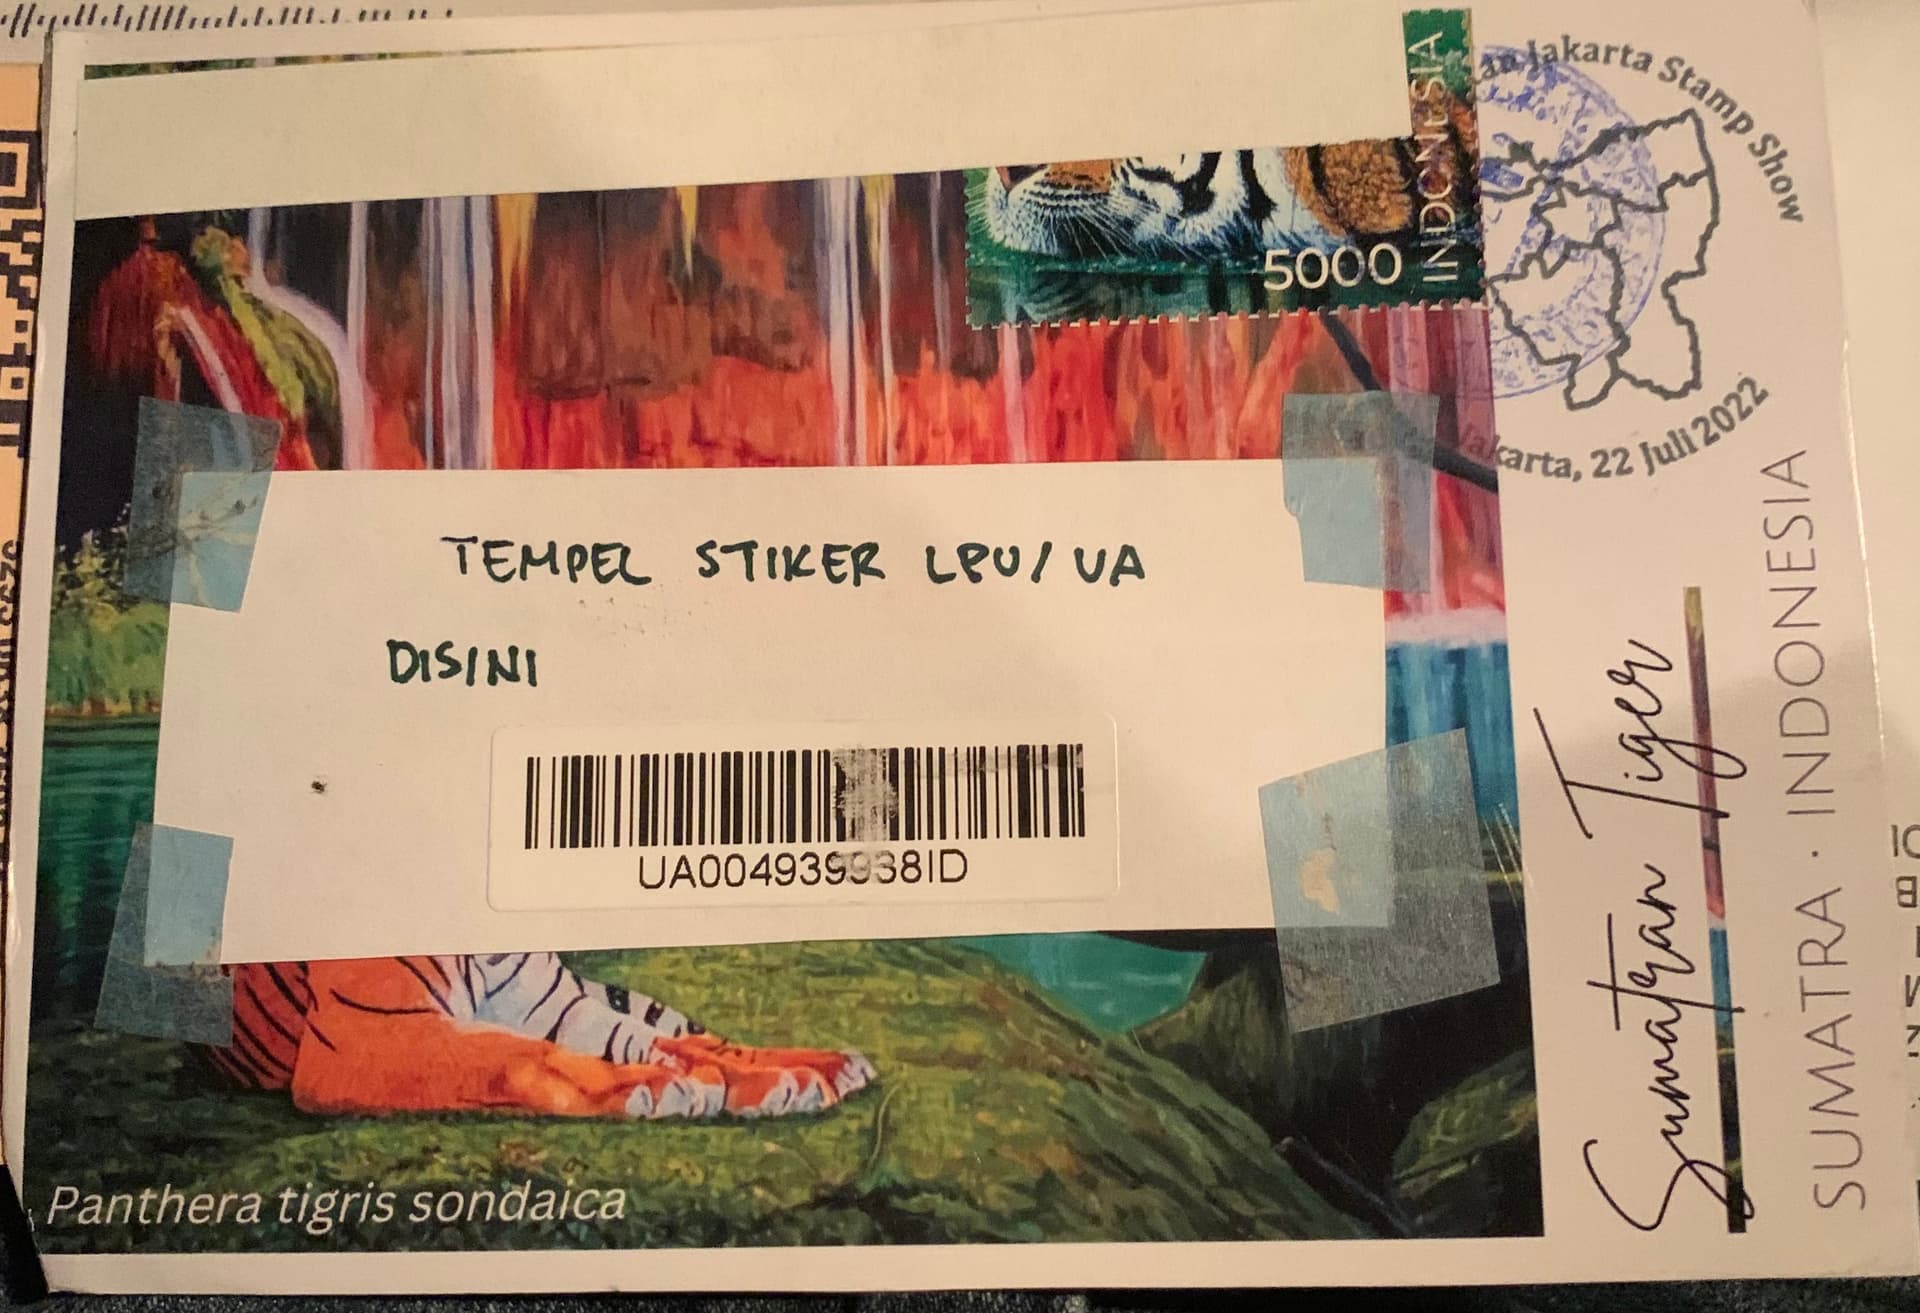 INDONESIA
5000
Jakarta Stamp Show
Jakarta, 22 Juli 2022
TEMPEL STIKER LPU/UA
DISINI
UA004939938ID
Panthera tigris sondaica
Sumatran Tiger
SUMATRA · INDONESIA